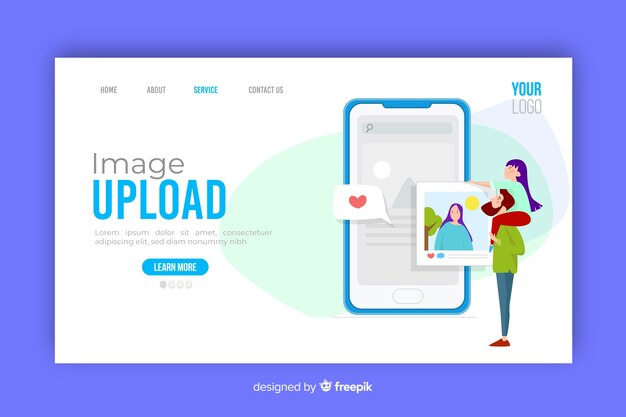 HOME ABOUT SERVICE CONTACT US
YOUR
LOGO
Image
UPLOAD
Lorem ipsum dolor sit amet, consectetur
adipiscing elit, sed diam nonummy nibh
LEARN MORE
designed by freepik